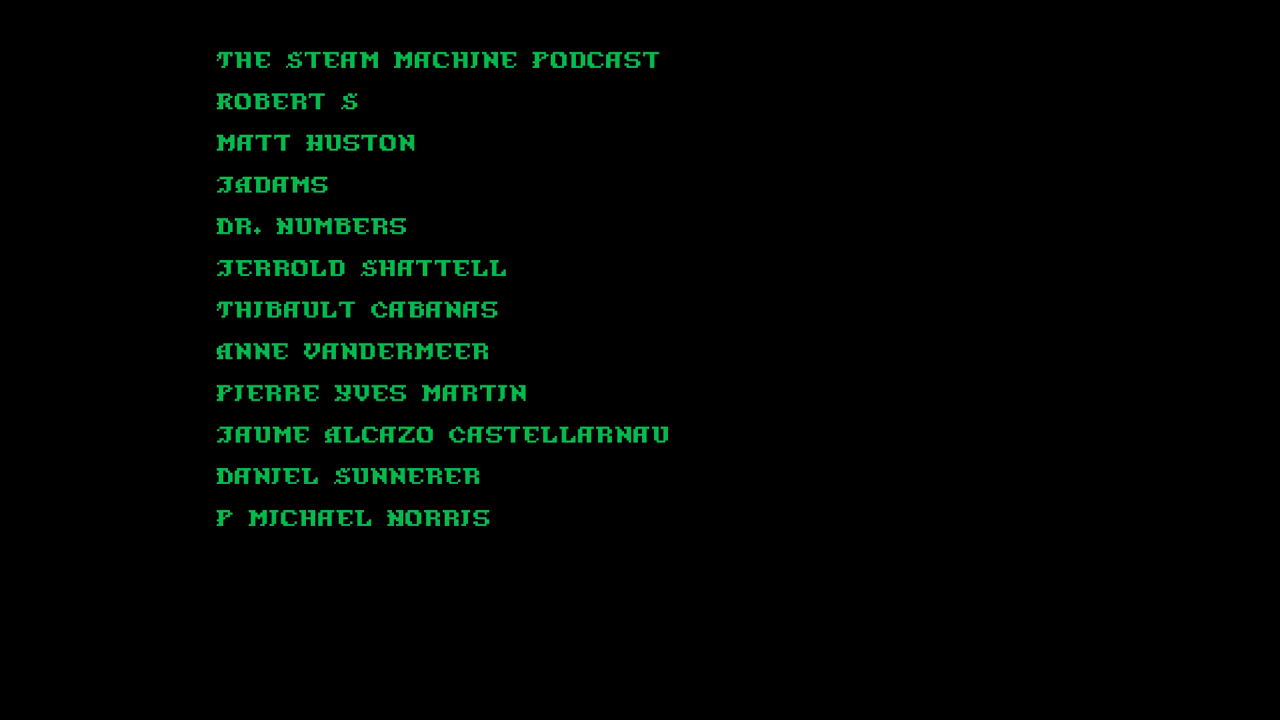 THE STEAM MACHINE PODCAST
ROBERT S
MATT HUSTON
JADAMS
DR. NUMBERS
JERROLD SHATTELL
THIBAULT CABANAS
ANNE VANDERMEER
PIERRE YVES MARTIN
JAUME ALCAZO CASTELLARNAU
DANIEL SUNNERER
P MICHAEL NORRIS